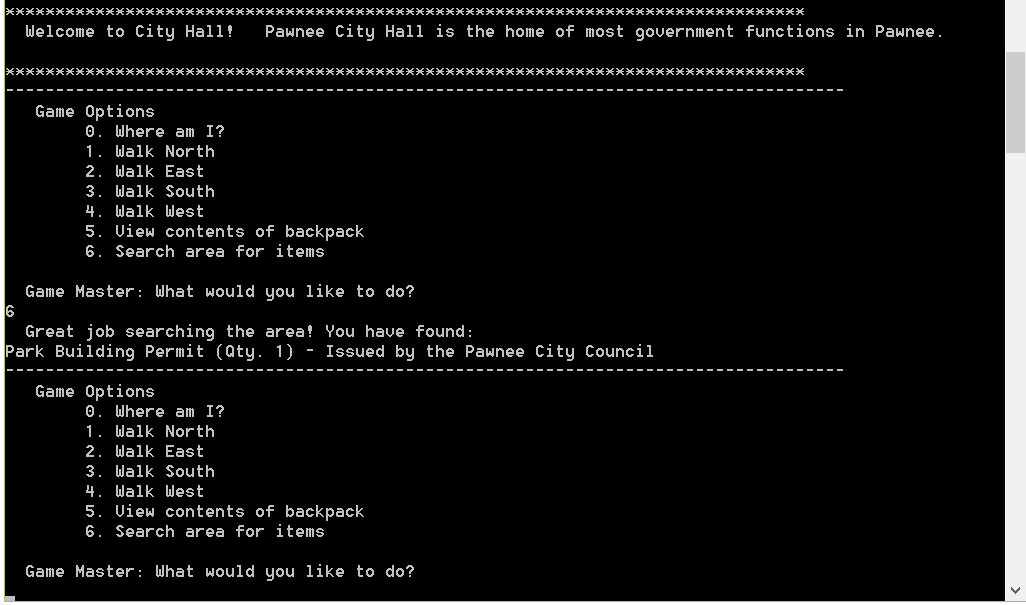 ********************************************************************************
Welcome to City Hall!   Pawnee City Hall is the home of most government functions in Pawnee.
********************************************************************************
------------------------------------------------------------------------------------
Game Options
0. Where am I?
1. Walk North
2. Walk East
3. Walk South
4. Walk West
5. View contents of backpack
6. Search area for items
Game Master: What would you like to do?
6
Great job searching the area! You have found:
Park Building Permit (Qty. 1) - Issued by the Pawnee City Council
------------------------------------------------------------------------------------
Game Options
0. Where am I?
1. Walk North
2. Walk East
3. Walk South
4. Walk West
5. View contents of backpack
6. Search area for items
Game Master: What would you like to do?